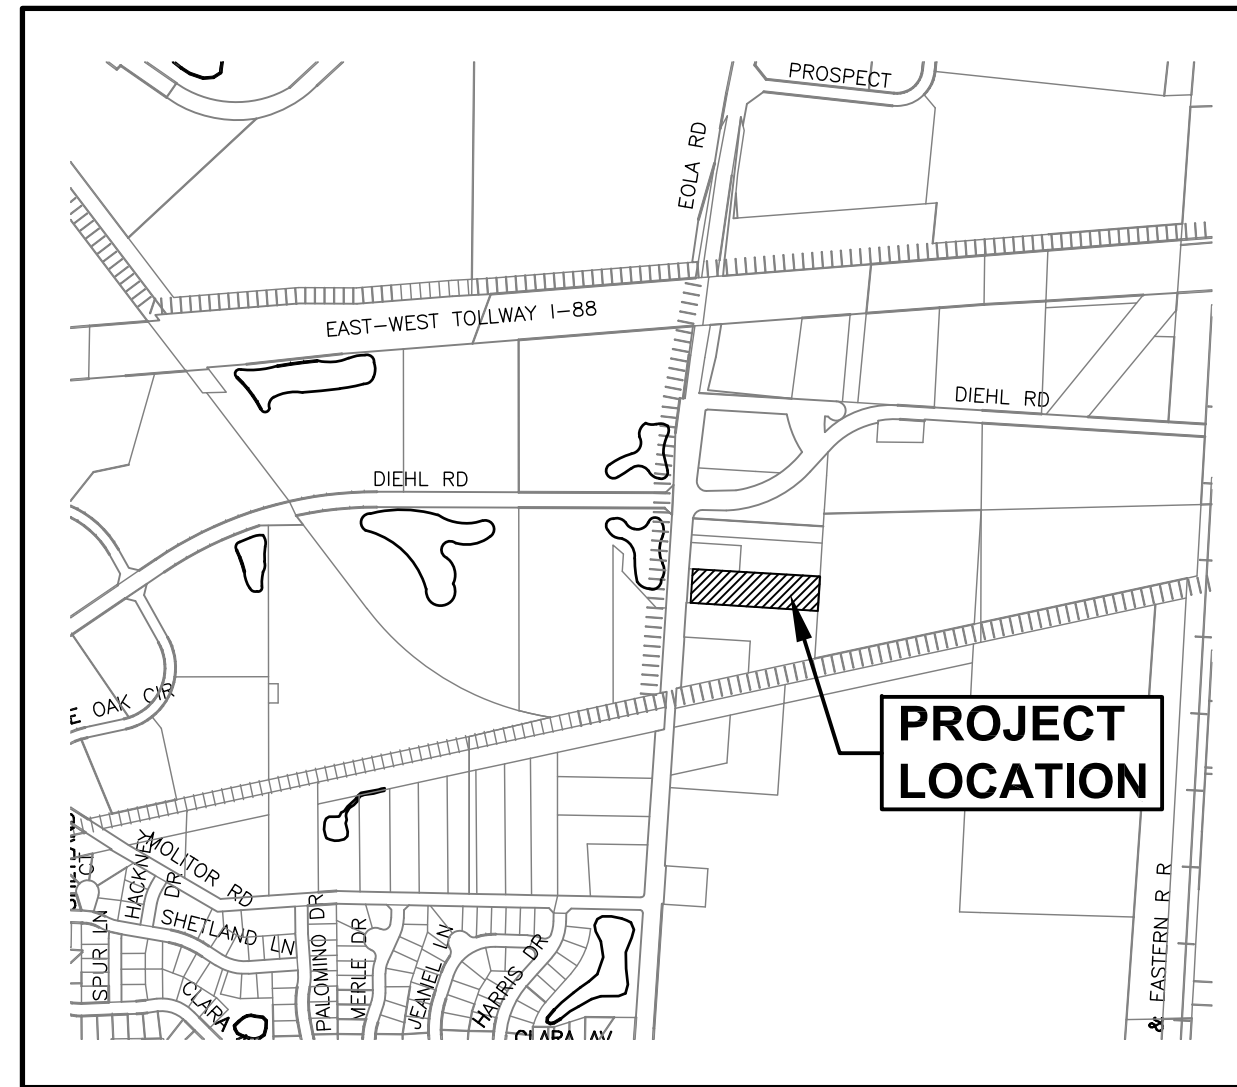 PROSPECT
EOLA RD
EAST-WEST TOLLWAY I-88
DIEHL RD
DIEHL RD
E OAK CIR
PROJECT
LOCATION
MOLITOR RD
HACKNEY
DR
CT
SHETLAND LN
SPUR LN
PALOMINO DR
MERLE DR
JEANEL LN
HARRIS DR
CLARA
CLARA AV
& EASTERN R R